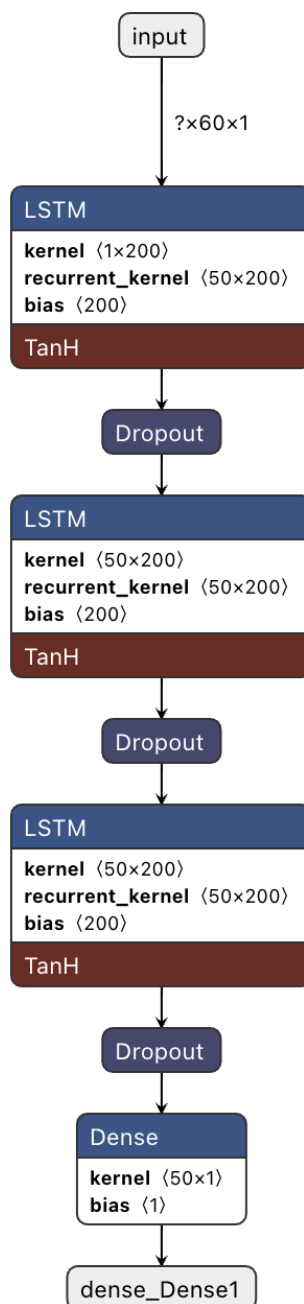 input
?×60×1
LSTM
kernel ⟨1×200⟩
recurrent_kernel ⟨50×200⟩
bias ⟨200⟩
TanH
Dropout
LSTM
kernel ⟨50×200⟩
recurrent_kernel ⟨50×200⟩
bias ⟨200⟩
TanH
Dropout
LSTM
kernel ⟨50×200⟩
recurrent_kernel ⟨50×200⟩
bias ⟨200⟩
TanH
Dropout
Dense
kernel ⟨50×1⟩
bias ⟨1⟩
dense_Dense1